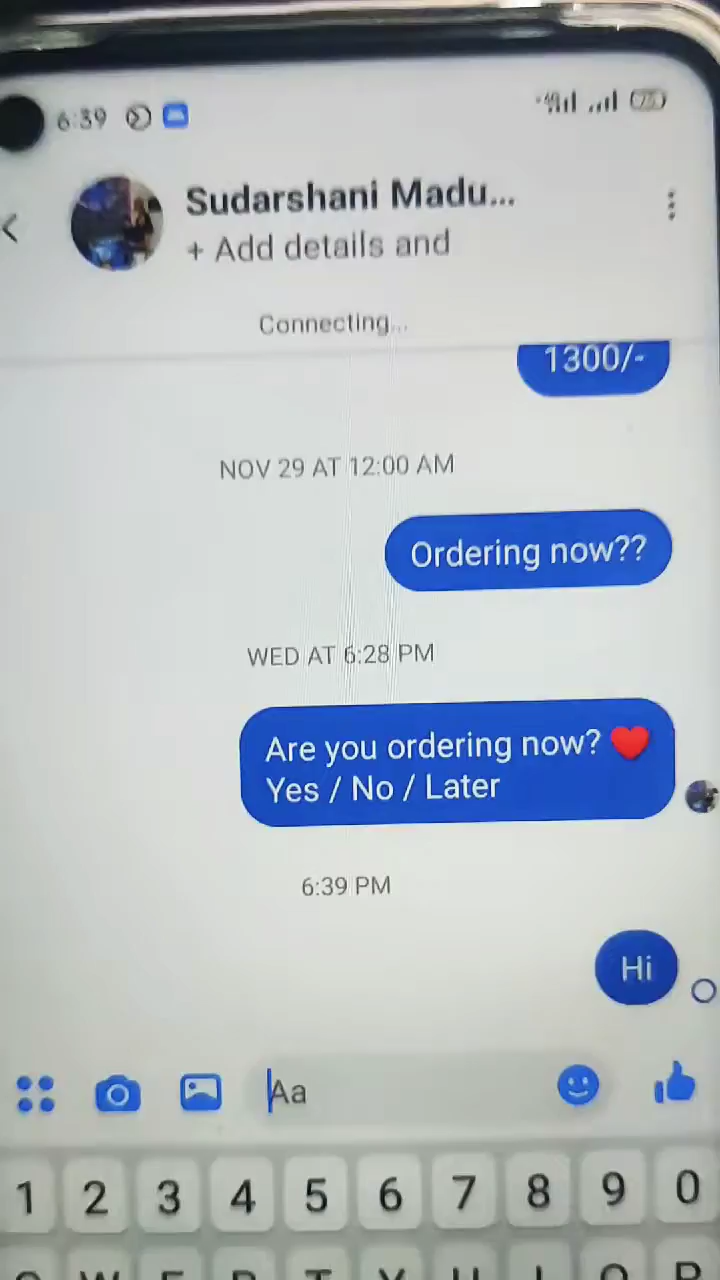 6:39
Sudarshani Madu...
+ Add details and
Connecting...
1300/-
NOV 29 AT 12:00 AM
Ordering now??
WED AT 6:28 PM
Are you ordering now? ❤️
Yes / No / Later
6:39 PM
Hi
Aa
1 2 3 4 5 6 7 8 9 0